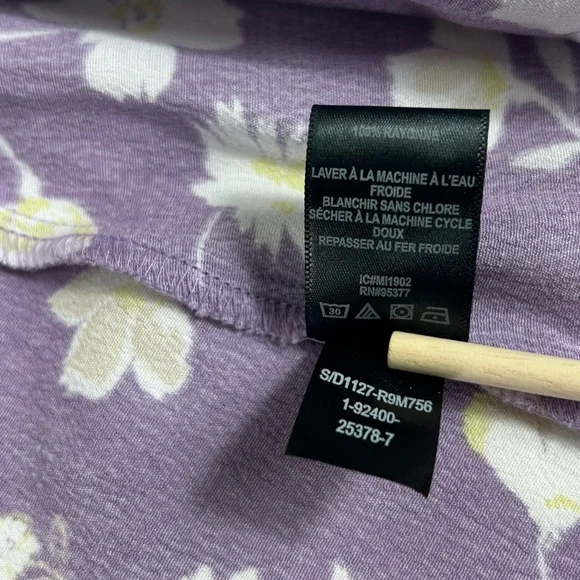 100% RAYONNE
LAVER À LA MACHINE À L'EAU
FROIDE
BLANCHIR SANS CHLORE
SÉCHER À LA MACHINE CYCLE
DOUX
REPASSER AU FER FROIDE
IC#MI1902
RN#95377
30
S/D1127-R9M756
1-92400-
25378-7